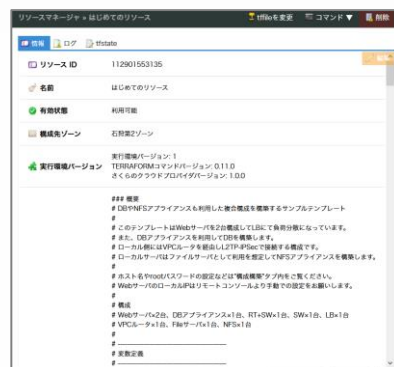 リソースマネージャ » はじめてのリソース
tffileを変更
コマンド ▼
削除
情報
ログ
tfstate
編集
リソース ID 112901553135
名前 はじめてのリソース
有効状態 利用可能
構成先ゾーン 石狩第2ゾーン
実行環境バージョン: 1
実行環境バージョン TERRAFORMコマンドバージョン: 0.11.0
さくらのクラウドプロバイダバージョン: 1.0.0
### 概要
# DBやNFSアプライアンスも利用した複合構成を構築するサンプルテンプレート
#
# このテンプレートはWebサーバを2台構成してLBにて負荷分散になっています。
# また、DBアプライアンスを利用してDBを構築します。
# ローカル側にはVPCルータを経由しL2TP-IPSecで接続する構成です。
# ローカルサーバはファイルサーバとして利用を想定してNFSアプライアンスを構築します。
#
# ホスト名やrootパスワードの設定などは"構成構築"タブ内をご覧ください。
# WebサーバのローカルIPはリモートコンソールより手動での設定をお願いします。
#
# 構成
# Webサーバ×2台、DBアプライアンス×1台、RT+SW×1台、SW×1台、LB×1台
# VPCルータ×1台、Fileサーバ×1台、NFS×1台
#
# ----------------------------------------
# 変数定義
# ----------------------------------------